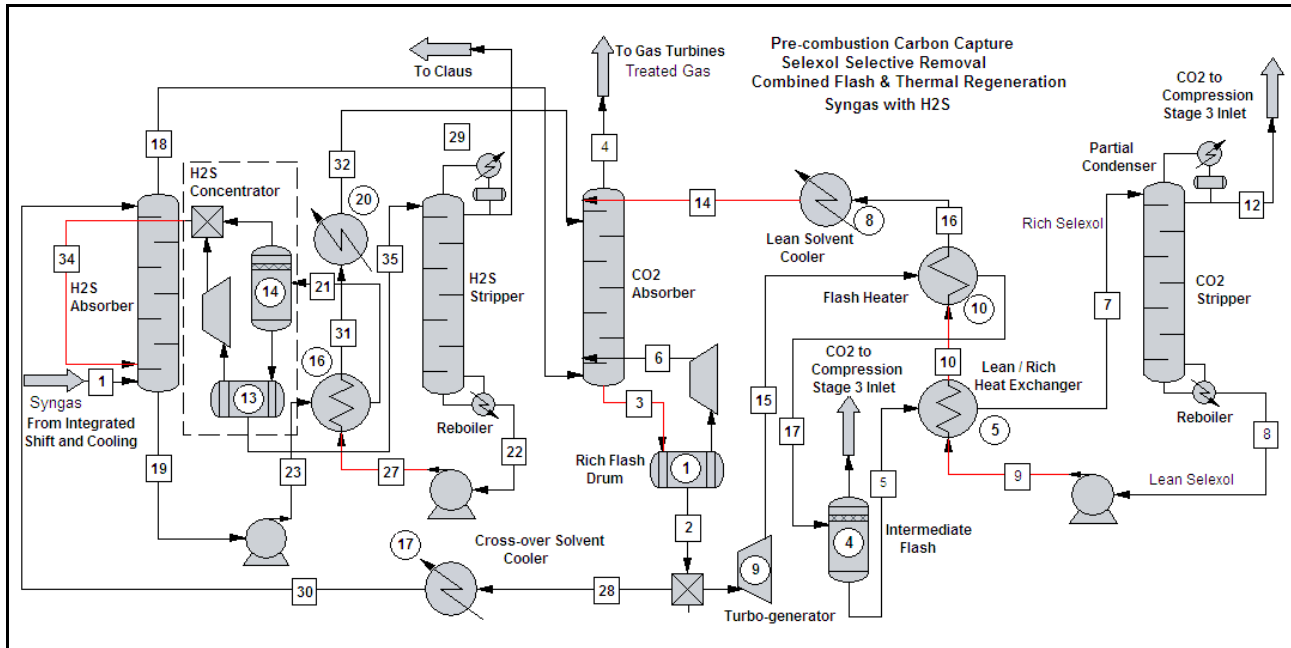 Pre-combustion Carbon Capture
Selexol Selective Removal
Combined Flash & Thermal Regeneration
Syngas with H2S
To Claus
To Gas Turbines
Treated Gas
CO2 to
Compression
Stage 3 Inlet
18
29
32
4
Partial
Condenser
H2S
Concentrator
20
14
8
16
12
Lean Solvent
Cooler
Rich Selexol
34
H2S
Absorber
14
21
35
H2S
Stripper
CO2
Absorber
Flash Heater
10
7
CO2
Stripper
31
16
6
CO2 to
Compression
Stage 3 Inlet
10
Lean / Rich
Heat Exchanger
1
Syngas
From Integrated
Shift and Cooling
13
3
15
5
Reboiler
Reboiler
17
8
19
23
27
22
Rich Flash
Drum
1
5
9
Lean Selexol
2
4
Intermediate
Flash
17
Cross-over Solvent
Cooler
9
30
28
Turbo-generator